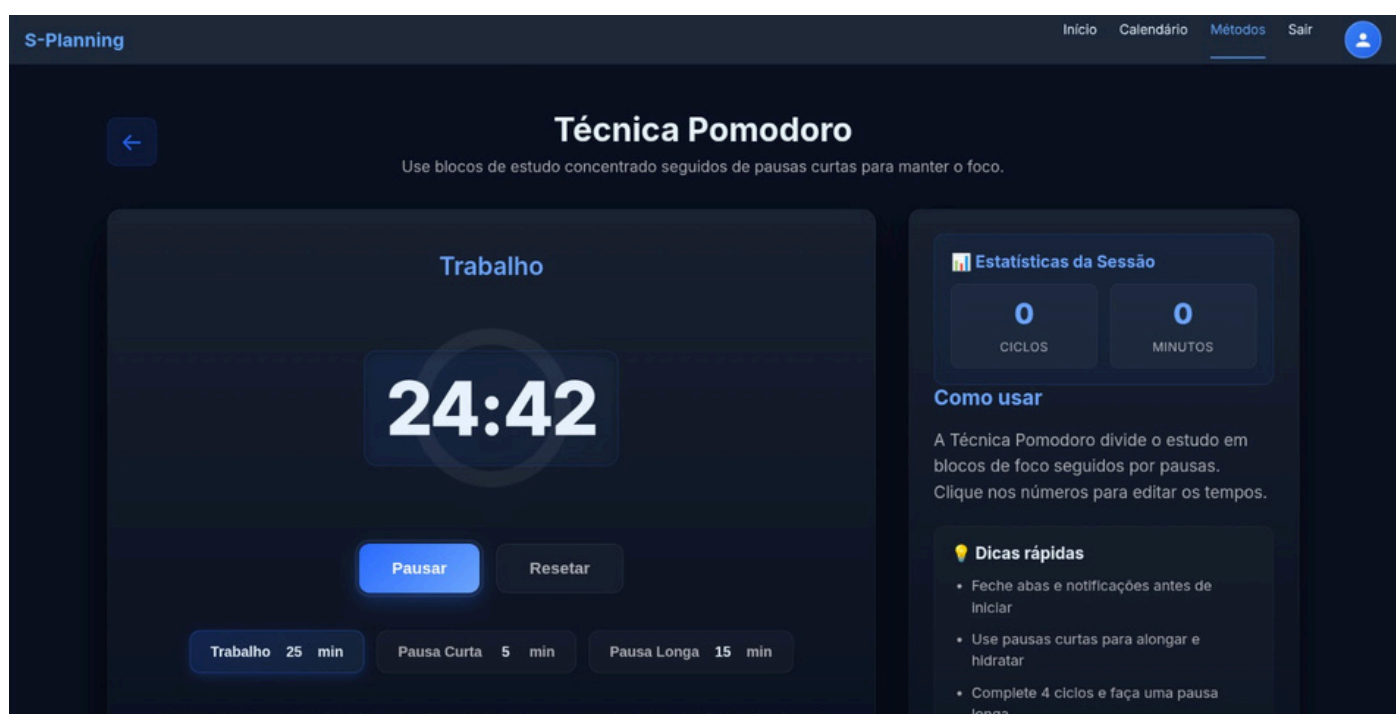 S-Planning
Início Calendário Métodos Sair
Técnica Pomodoro
Use blocos de estudo concentrado seguidos de pausas curtas para manter o foco.
Trabalho
24:42
Pausar Resetar
Trabalho 25 min Pausa Curta 5 min Pausa Longa 15 min
📊 Estatísticas da Sessão
0 0
CICLOS MINUTOS
Como usar
A Técnica Pomodoro divide o estudo em
blocos de foco seguidos por pausas.
Clique nos números para editar os tempos.
💡 Dicas rápidas
• Feche abas e notificações antes de
iniciar
• Use pausas curtas para alongar e
hidratar
• Complete 4 ciclos e faça uma pausa
longa